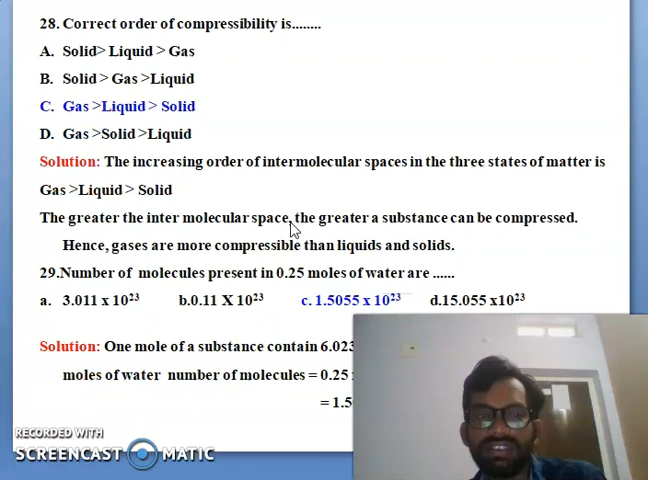 28. Correct order of compressibility is........
A. Solid> Liquid > Gas
B. Solid > Gas >Liquid
C. Gas >Liquid > Solid
D. Gas >Solid >Liquid
Solution: The increasing order of intermolecular spaces in the three states of matter is
Gas >Liquid > Solid
The greater the inter molecular space, the greater a substance can be compressed.
Hence, gases are more compressible than liquids and solids.
29.Number of molecules present in 0.25 moles of water are ......
a. 3.011 x 10²³ b.0.11 X 10²³ c. 1.5055 x 10²³ d.15.055 x10²³
Solution: One mole of a substance contain 6.023
moles of water number of molecules = 0.25
= 1.5
RECORDED WITH
SCREENCAST MATIC